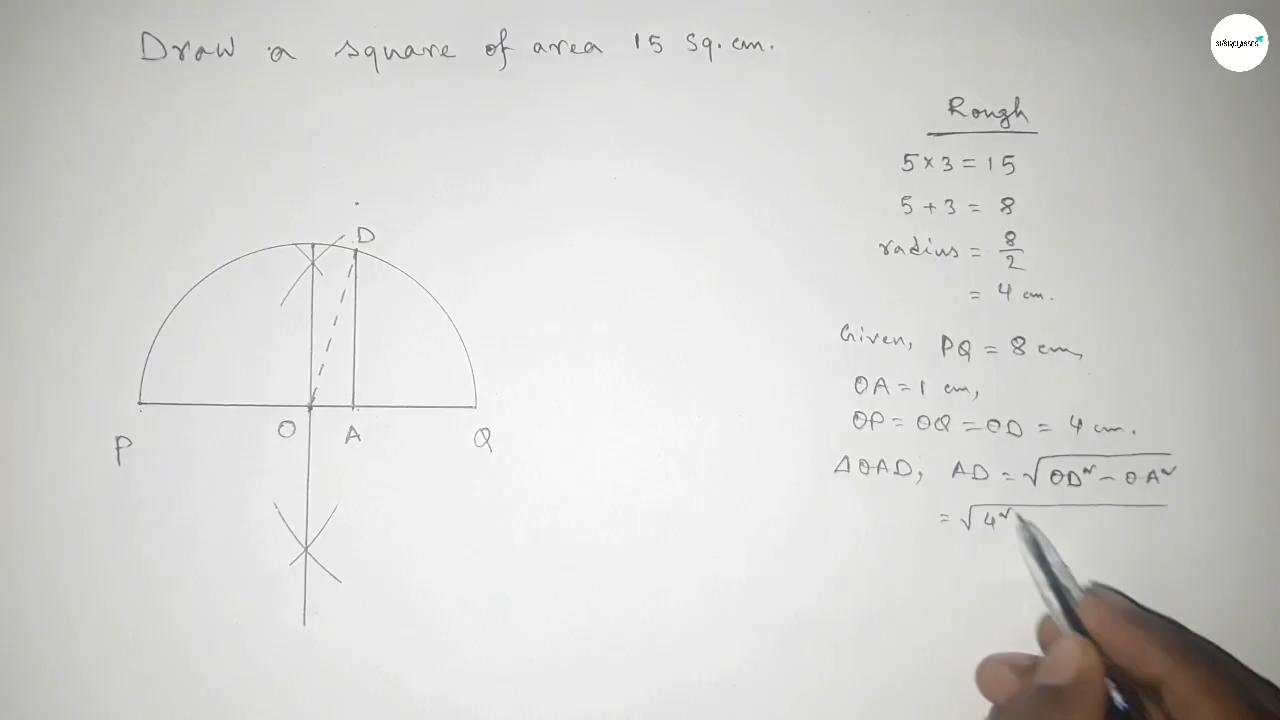 Draw a square of area 15 sq.cm.
Rough
5 × 3 = 15
5 + 3 = 8
radius = 8/2
= 4 cm.
Given, PQ = 8 cm,
OA = 1 cm,
OP = OQ = OD = 4 cm.
ΔOAD, AD = √OD² − OA²
= √4²
D
O
A
P
Q